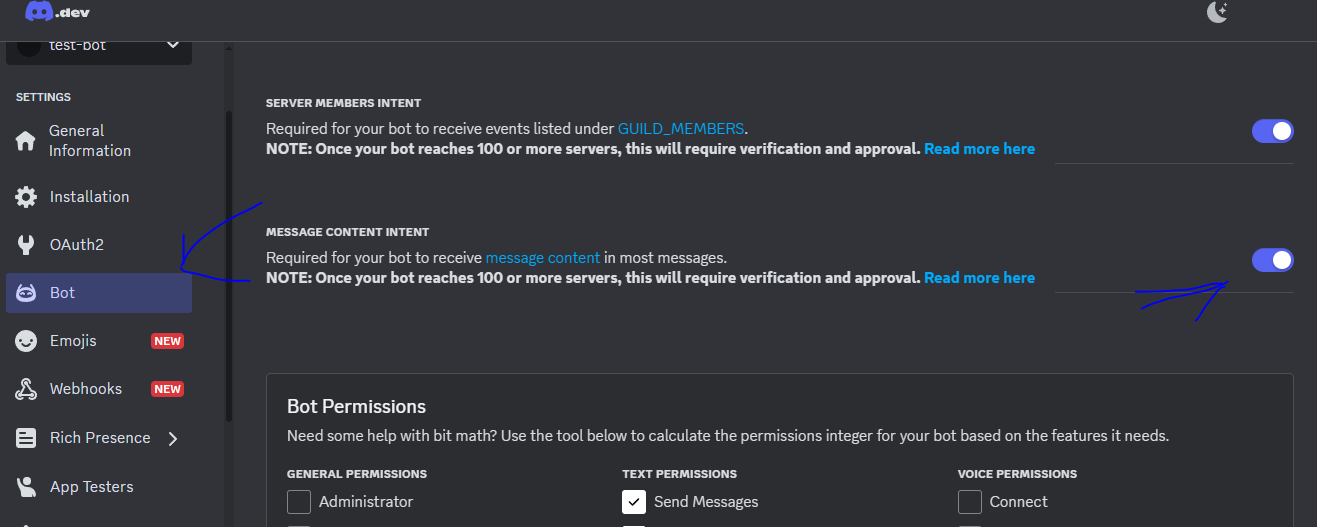 .dev
test-bot
SETTINGS
General
Information
Installation
OAuth2
Bot
Emojis NEW
Webhooks NEW
Rich Presence
App Testers
SERVER MEMBERS INTENT
Required for your bot to receive events listed under GUILD_MEMBERS.
NOTE: Once your bot reaches 100 or more servers, this will require verification and approval. Read more here
MESSAGE CONTENT INTENT
Required for your bot to receive message content in most messages.
NOTE: Once your bot reaches 100 or more servers, this will require verification and approval. Read more here
Bot Permissions
Need some help with bit math? Use the tool below to calculate the permissions integer for your bot based on the features it needs.
GENERAL PERMISSIONS
Administrator
TEXT PERMISSIONS
Send Messages
VOICE PERMISSIONS
Connect